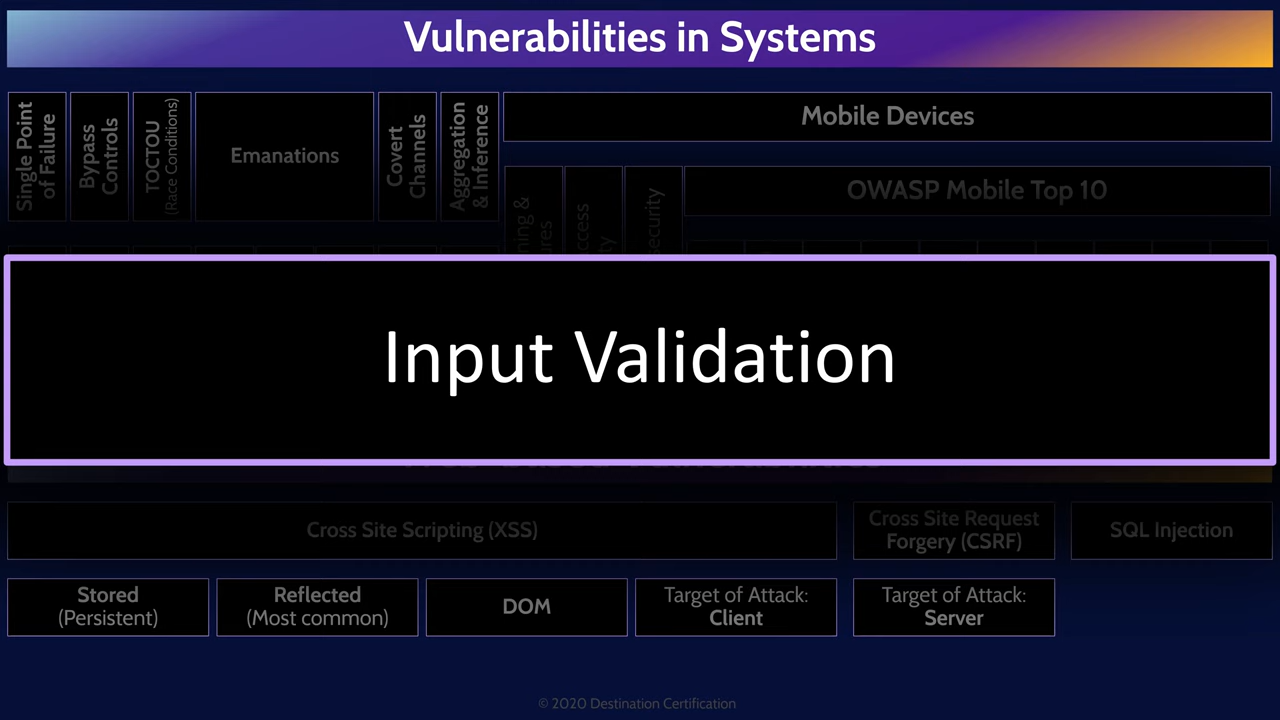 Vulnerabilities in Systems
Single Point
of Failure
Bypass
Controls
TOCTOU
(Race Conditions)
Emanations
Covert
Channels
Aggregation
& Inference
Mobile Devices
OWASP Mobile Top 10
Input Validation
Cross Site Scripting (XSS)
Cross Site Request
Forgery (CSRF)
SQL Injection
Stored
(Persistent)
Reflected
(Most common)
DOM
Target of Attack:
Client
Target of Attack:
Server
© 2020 Destination Certification